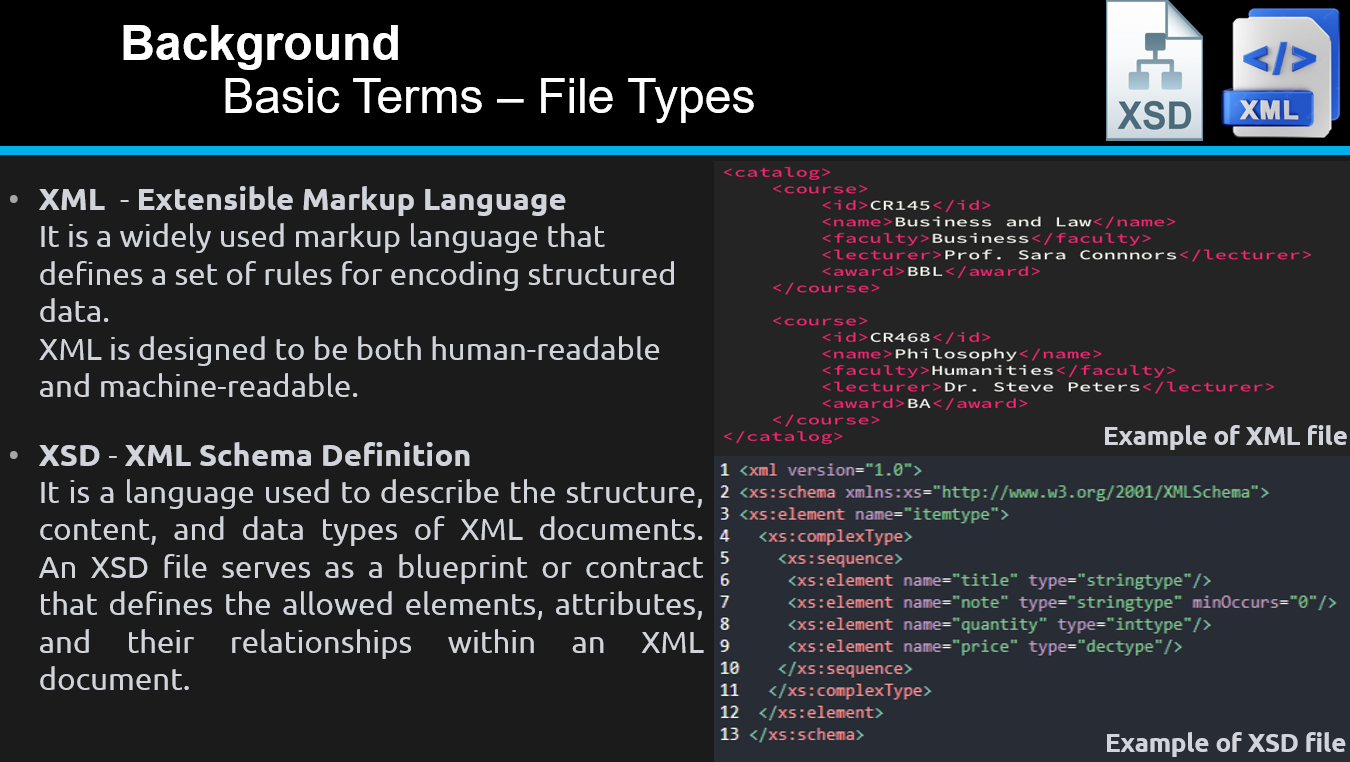 Background
Basic Terms – File Types
XSD
</>
XML
• XML - Extensible Markup Language
It is a widely used markup language that
defines a set of rules for encoding structured
data.
XML is designed to be both human-readable
and machine-readable.
• XSD - XML Schema Definition
It is a language used to describe the structure,
content, and data types of XML documents.
An XSD file serves as a blueprint or contract
that defines the allowed elements, attributes,
and their relationships within an XML
document.
<catalog>
<course>
<id>CR145</id>
<name>Business and Law</name>
<faculty>Business</faculty>
<lecturer>Prof. Sara Connnors</lecturer>
<award>BBL</award>
</course>
<course>
<id>CR468</id>
<name>Philosophy</name>
<faculty>Humanities</faculty>
<lecturer>Dr. Steve Peters</lecturer>
<award>BA</award>
</course>
</catalog>
Example of XML file
1 <xml version="1.0">
2 <xs:schema xmlns:xs="http://www.w3.org/2001/XMLSchema">
3 <xs:element name="itemtype">
4 <xs:complexType>
5 <xs:sequence>
6 <xs:element name="title" type="stringtype"/>
7 <xs:element name="note" type="stringtype" minOccurs="0"/>
8 <xs:element name="quantity" type="inttype"/>
9 <xs:element name="price" type="dectype"/>
10 </xs:sequence>
11 </xs:complexType>
12 </xs:element>
13 </xs:schema>
Example of XSD file